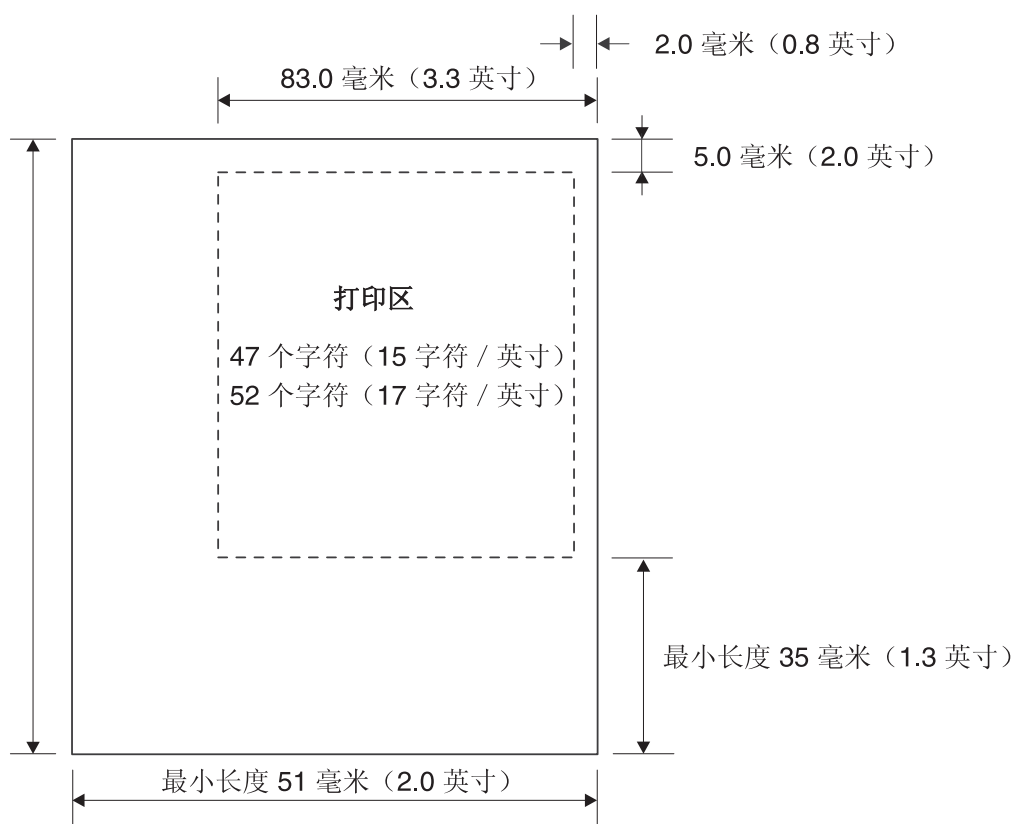 2.0 毫米（0.8 英寸）
83.0 毫米（3.3 英寸）
5.0 毫米（2.0 英寸）
打印区
47 个字符（15 字符 / 英寸）
52 个字符（17 字符 / 英寸）
最小长度 35 毫米（1.3 英寸）
最小长度 51 毫米（2.0 英寸）